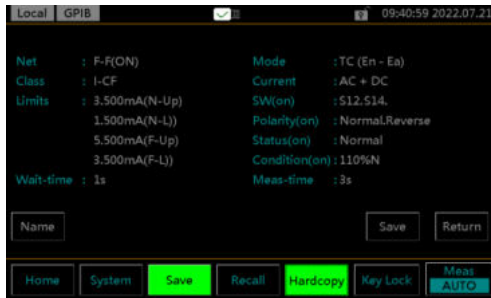 Local GPIB 09:40:59 2022.07.21
Net : F-F(ON) Mode :TC (En - Ea)
Class : I-CF Current :AC + DC
Limits : 3.500mA(N-Up) SW(on) :S12.S14.
1.500mA(N-L)) Polarity(on) :Normal.Reverse
5.500mA(F-Up) Status(on) :Normal
3.500mA(F-L)) Condition(on):110%N
Wait-time : 1s Meas-time :3s
Name Save Return
Home System Save Recall Hardcopy Key Lock Meas
AUTO